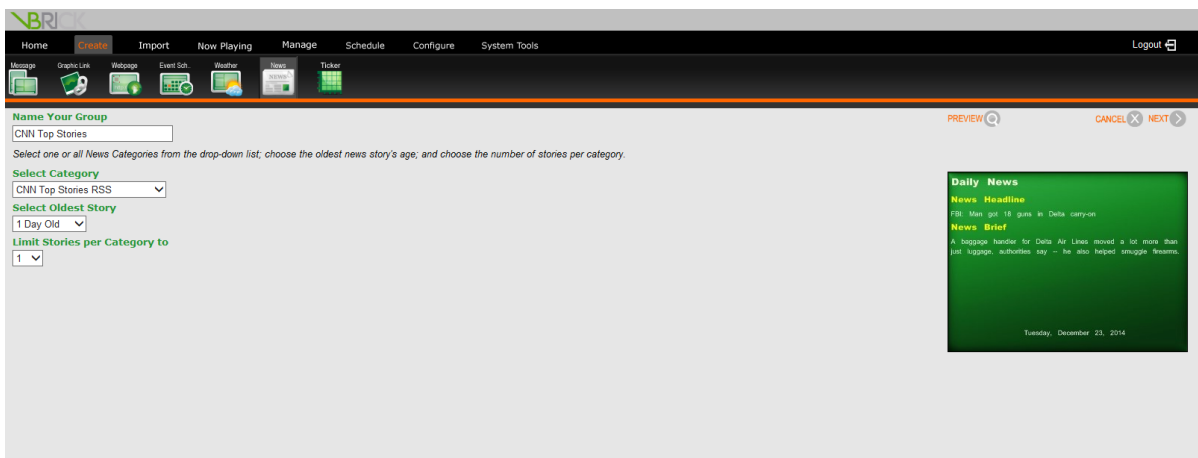 VBRICK
Home Create Import Now Playing Manage Schedule Configure System Tools Logout
Message Graphic Link Webpage Event Sch.. Weather News Ticker
NEWS
Name Your Group
CNN Top Stories
PREVIEW CANCEL X NEXT
Select one or all News Categories from the drop-down list; choose the oldest news story's age; and choose the number of stories per category.
Select Category
CNN Top Stories RSS
Select Oldest Story
1 Day Old
Limit Stories per Category to
1
Daily News
News Headline
FBI: Man got 18 guns in Delta carry-on
News Brief
A baggage handler for Delta Air Lines moved a lot more than
just luggage, authorities say -- he also helped smuggle firearms.
Tuesday, December 23, 2014